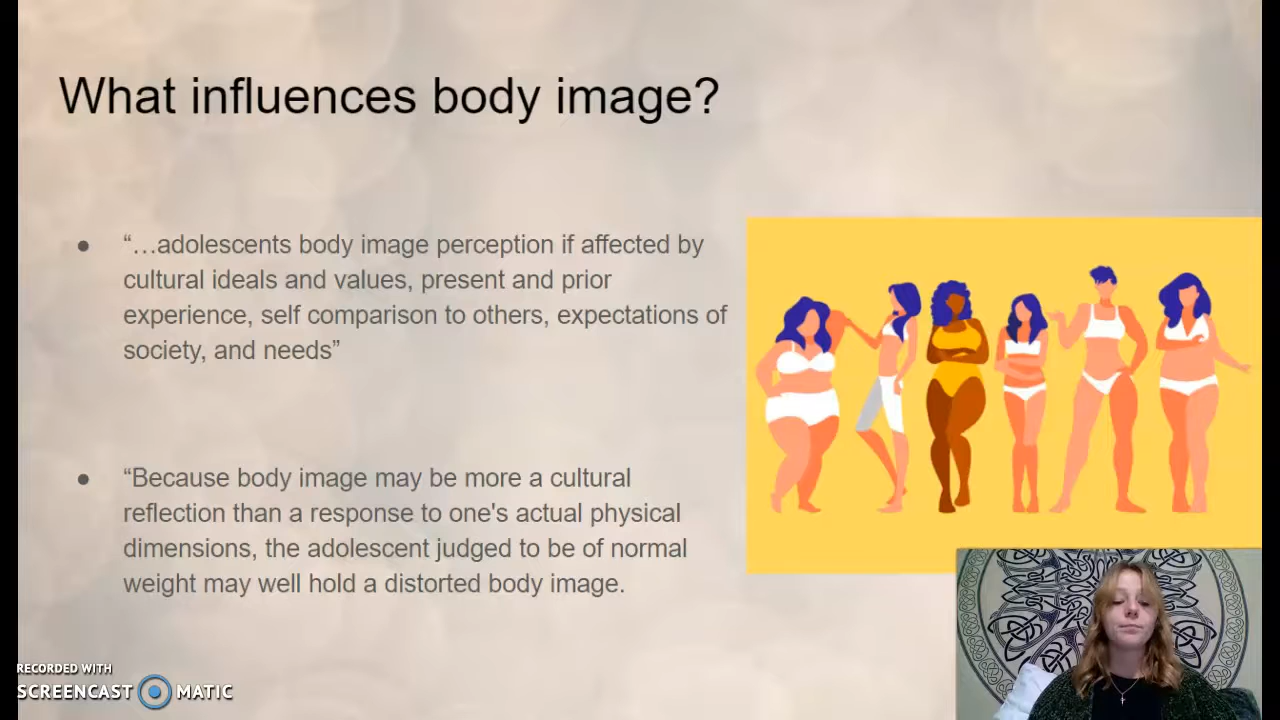 What influences body image?
● “…adolescents body image perception if affected by
cultural ideals and values, present and prior
experience, self comparison to others, expectations of
society, and needs”
● “Because body image may be more a cultural
reflection than a response to one's actual physical
dimensions, the adolescent judged to be of normal
weight may well hold a distorted body image.
RECORDED WITH
SCREENCAST MATIC